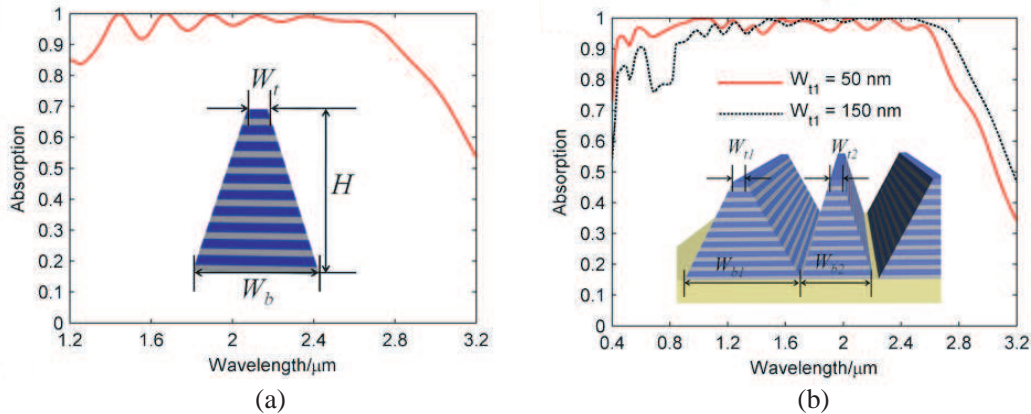 (a)
1
0.9
0.8
0.7
0.6
0.5
0.4
0.3
0.2
0.1
0
Absorption
1.2 1.6 2 2.4 2.8 3.2
Wavelength/μm
W_t
H
W_b
(a)
(b)
1
0.9
0.8
0.7
0.6
0.5
0.4
0.3
0.2
0.1
0
Absorption
0.4 0.8 1.2 1.6 2 2.4 2.8 3.2
Wavelength/μm
W_t1 = 50 nm
W_t1 = 150 nm
W_t1
W_t2
W_b1
W_b2
(b)